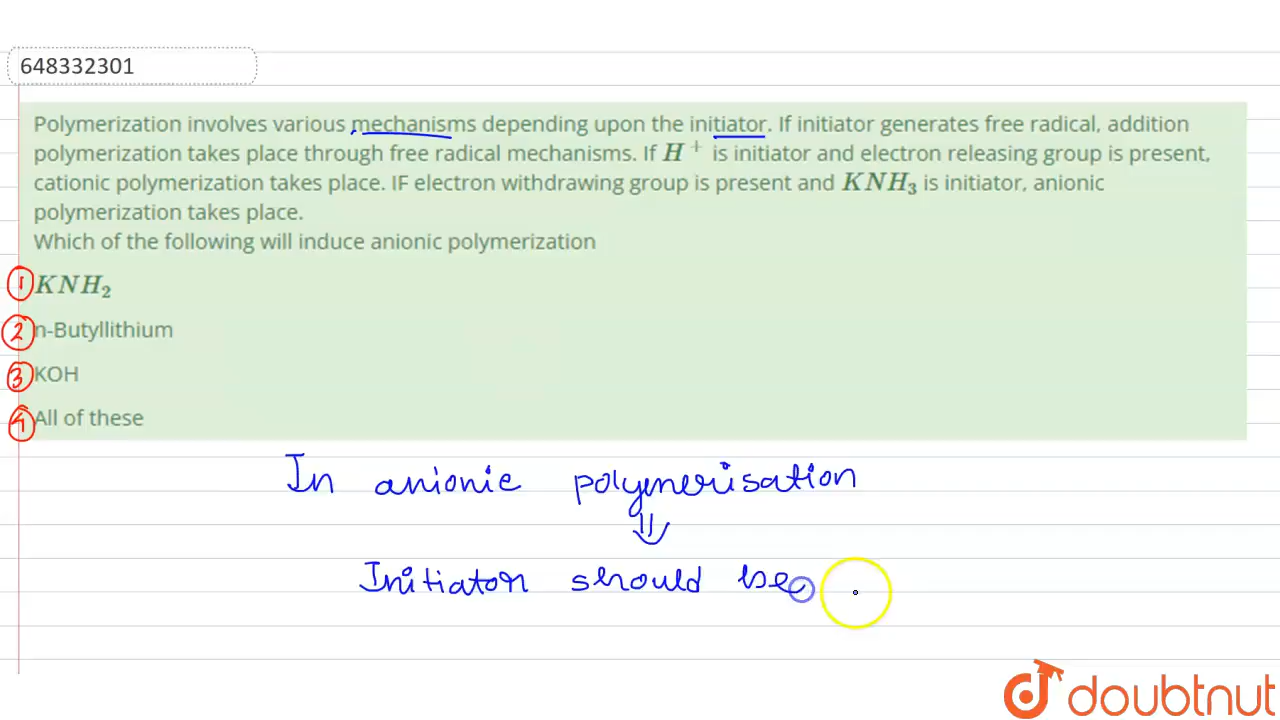 648332301
Polymerization involves various mechanisms depending upon the initiator. If initiator generates free radical, addition
polymerization takes place through free radical mechanisms. If H⁺ is initiator and electron releasing group is present,
cationic polymerization takes place. IF electron withdrawing group is present and KNH₃ is initiator, anionic
polymerization takes place.
Which of the following will induce anionic polymerization
1 KNH₂
2 n-Butyllithium
3 KOH
4 All of these
In anionic polymerisation
⇓
Initiator should be
doubtnut